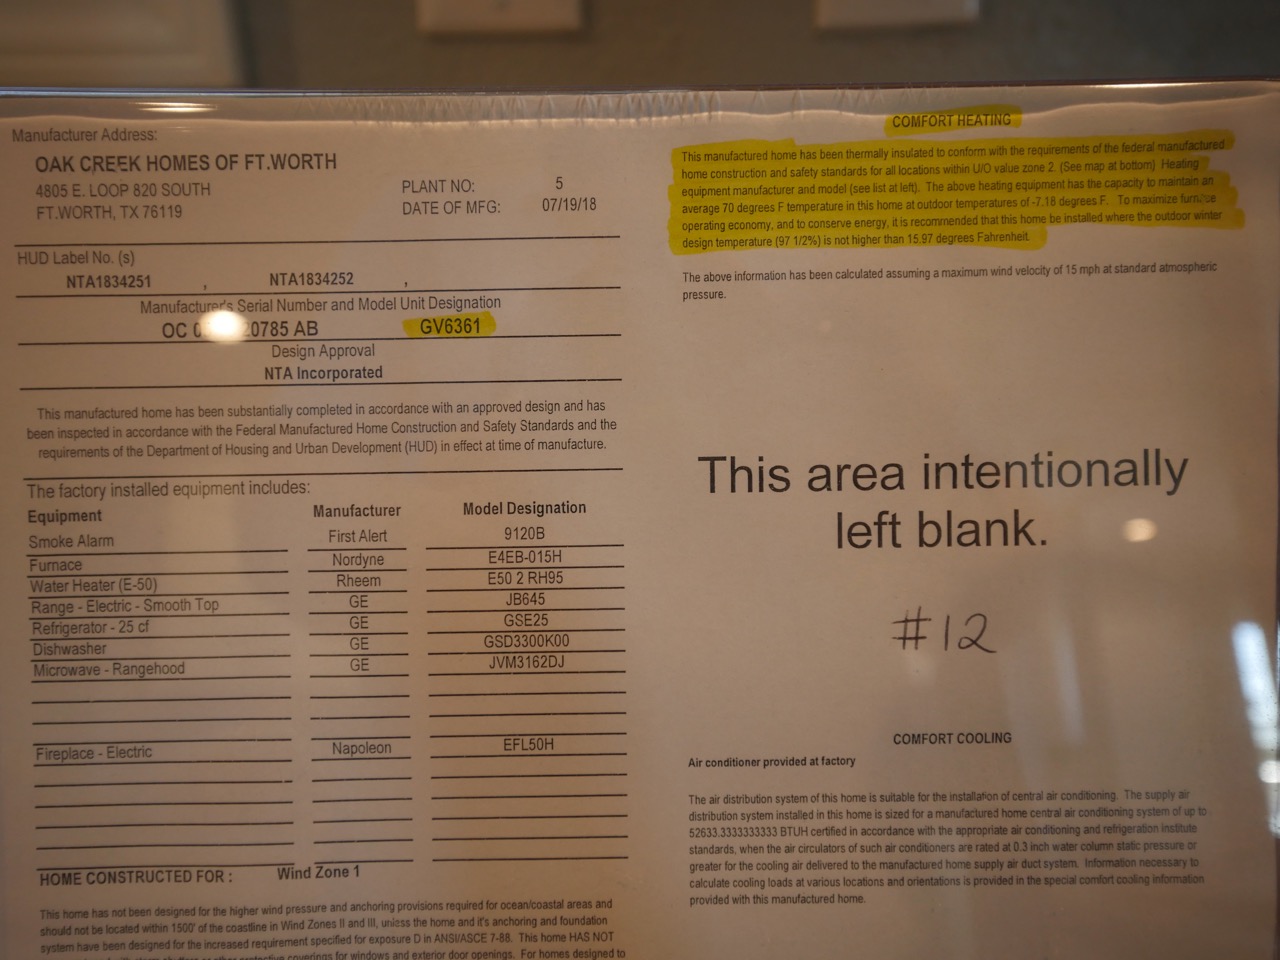 Manufacturer Address:
OAK CREEK HOMES OF FT.WORTH
4805 E. LOOP 820 SOUTH
FT.WORTH, TX 76119
PLANT NO: 5
DATE OF MFG: 07/19/18
HUD Label No. (s)
NTA1834251 , NTA1834252 ,
Manufacturer's Serial Number and Model Unit Designation
OC 0785 AB GV6361
Design Approval
NTA Incorporated
This manufactured home has been substantially completed in accordance with an approved design and has
been inspected in accordance with the Federal Manufactured Home Construction and Safety Standards and the
requirements of the Department of Housing and Urban Development (HUD) in effect at time of manufacture.
The factory installed equipment includes:
Equipment Manufacturer Model Designation
Smoke Alarm First Alert 9120B
Furnace Nordyne E4EB-015H
Water Heater (E-50) Rheem E50 2 RH95
Range - Electric - Smooth Top GE JB645
Refrigerator - 25 cf GE GSE25
Dishwasher GE GSD3300K00
Microwave - Rangehood GE JVM3162DJ
Fireplace - Electric Napoleon EFL50H
HOME CONSTRUCTED FOR : Wind Zone 1
This home has not been designed for the higher wind pressure and anchoring provisions required for ocean/coastal areas and
should not be located within 1500' of the coastline in Wind Zones II and III, unless the home and it's anchoring and foundation
system have been designed for the increased requirement specified for exposure D in ANSI/ASCE 7-88. This home HAS NOT
coverings for windows and exterior door openings. For homes designed to
COMFORT HEATING
This manufactured home has been thermally insulated to conform with the requirements of the federal manufactured
home construction and safety standards for all locations within U/O value zone 2. (See map at bottom) Heating
equipment manufacturer and model (see list at left). The above heating equipment has the capacity to maintain an
average 70 degrees F temperature in this home at outdoor temperatures of -7.18 degrees F. To maximize furnace
operating economy, and to conserve energy, it is recommended that this home be installed where the outdoor winter
design temperature (97 1/2%) is not higher than 15.97 degrees Fahrenheit.
The above information has been calculated assuming a maximum wind velocity of 15 mph at standard atmospheric
pressure.
This area intentionally
left blank.
#12
COMFORT COOLING
Air conditioner provided at factory
The air distribution system of this home is suitable for the installation of central air conditioning. The supply air
distribution system installed in this home is sized for a manufactured home central air conditioning system of up to
52633.3333333333 BTUH certified in accordance with the appropriate air conditioning and refrigeration institute
standards, when the air circulators of such air conditioners are rated at 0.3 inch water column static pressure or
greater for the cooling air delivered to the manufactured home supply air duct system. Information necessary to
calculate cooling loads at various locations and orientations is provided in the special comfort cooling information
provided with this manufactured home.